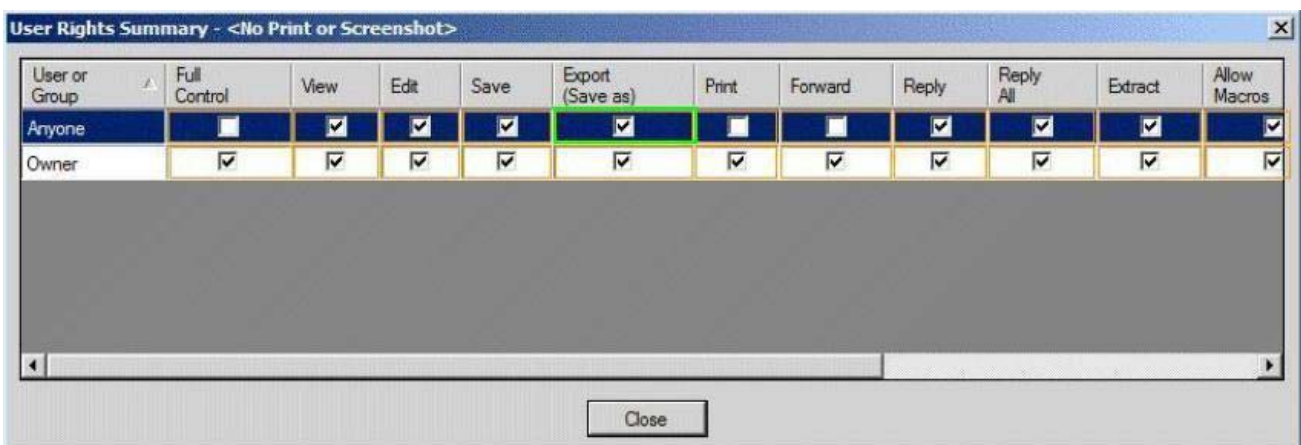 User Rights Summary - <No Print or Screenshot>
User or Group Full Control View Edit Save Export (Save as) Print Forward Reply Reply All Extract Allow Macros
Anyone
Owner
Close